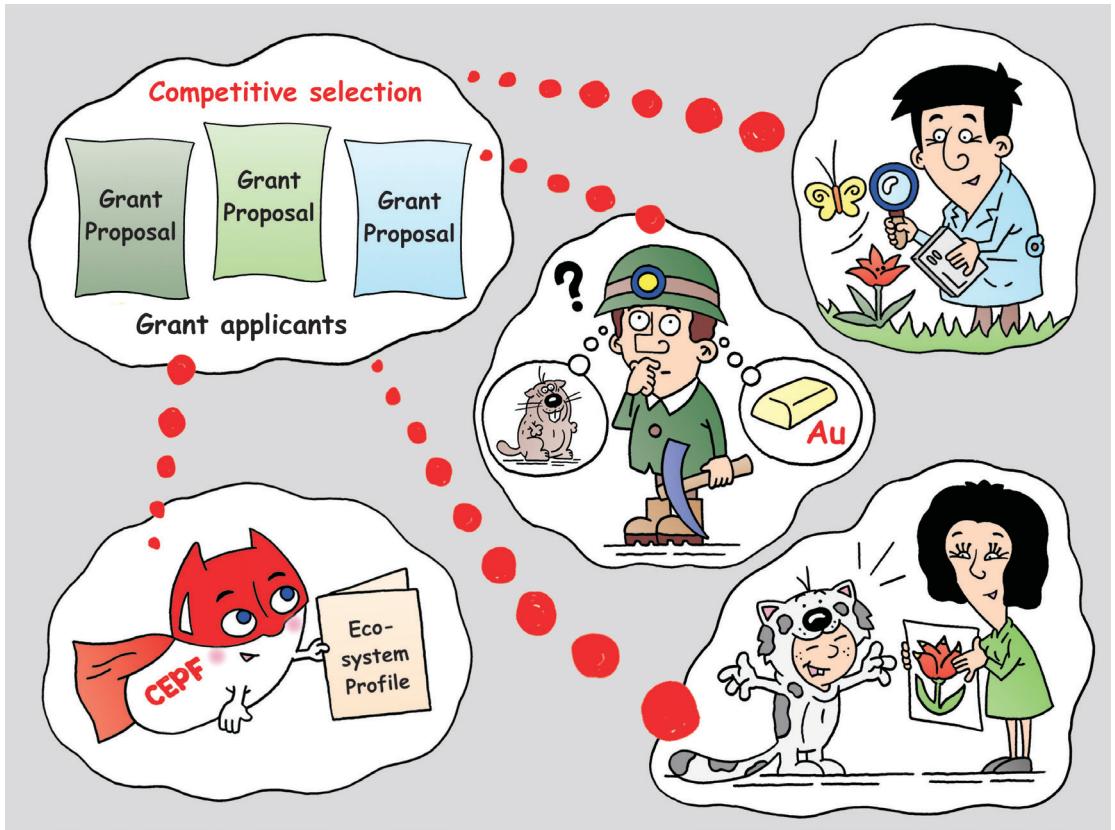 Competitive selection
Grant
Proposal
Grant
Proposal
Grant
Proposal
Grant applicants
?
Au
CEPF
Eco-
system
Profile